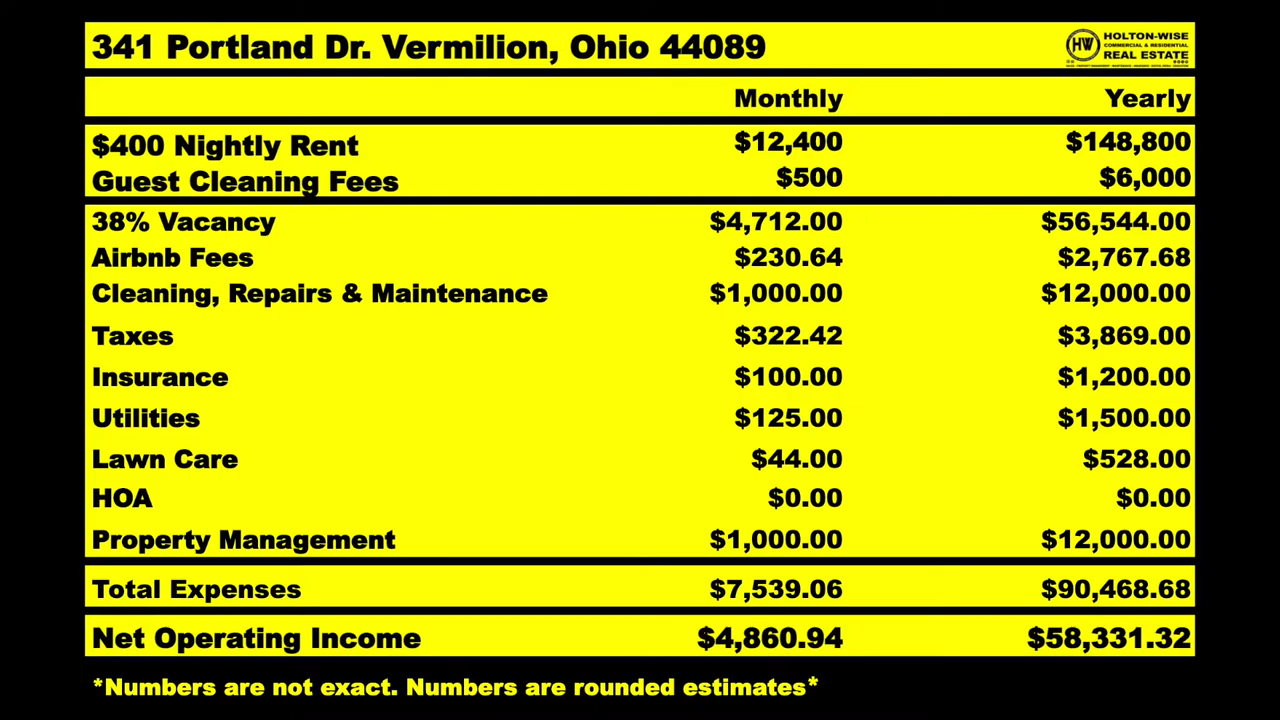 341 Portland Dr. Vermilion, Ohio 44089
HW HOLTON-WISE
COMMERCIAL & RESIDENTIAL
REAL ESTATE
Monthly Yearly
$400 Nightly Rent $12,400 $148,800
Guest Cleaning Fees $500 $6,000
38% Vacancy $4,712.00 $56,544.00
Airbnb Fees $230.64 $2,767.68
Cleaning, Repairs & Maintenance $1,000.00 $12,000.00
Taxes $322.42 $3,869.00
Insurance $100.00 $1,200.00
Utilities $125.00 $1,500.00
Lawn Care $44.00 $528.00
HOA $0.00 $0.00
Property Management $1,000.00 $12,000.00
Total Expenses $7,539.06 $90,468.68
Net Operating Income $4,860.94 $58,331.32
*Numbers are not exact. Numbers are rounded estimates*